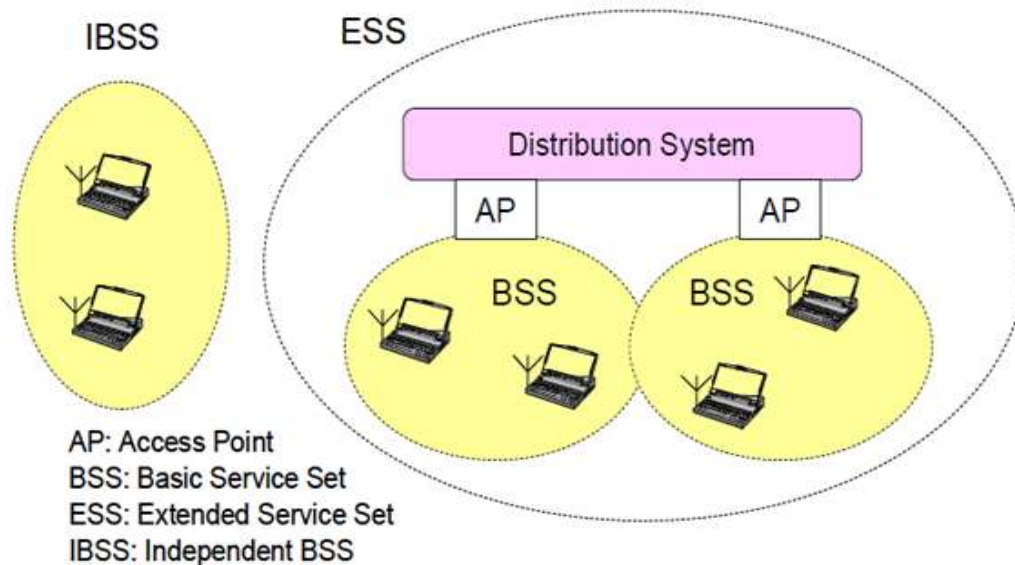 IBSS
ESS
Distribution System
AP
AP
BSS
BSS
AP: Access Point
BSS: Basic Service Set
ESS: Extended Service Set
IBSS: Independent BSS